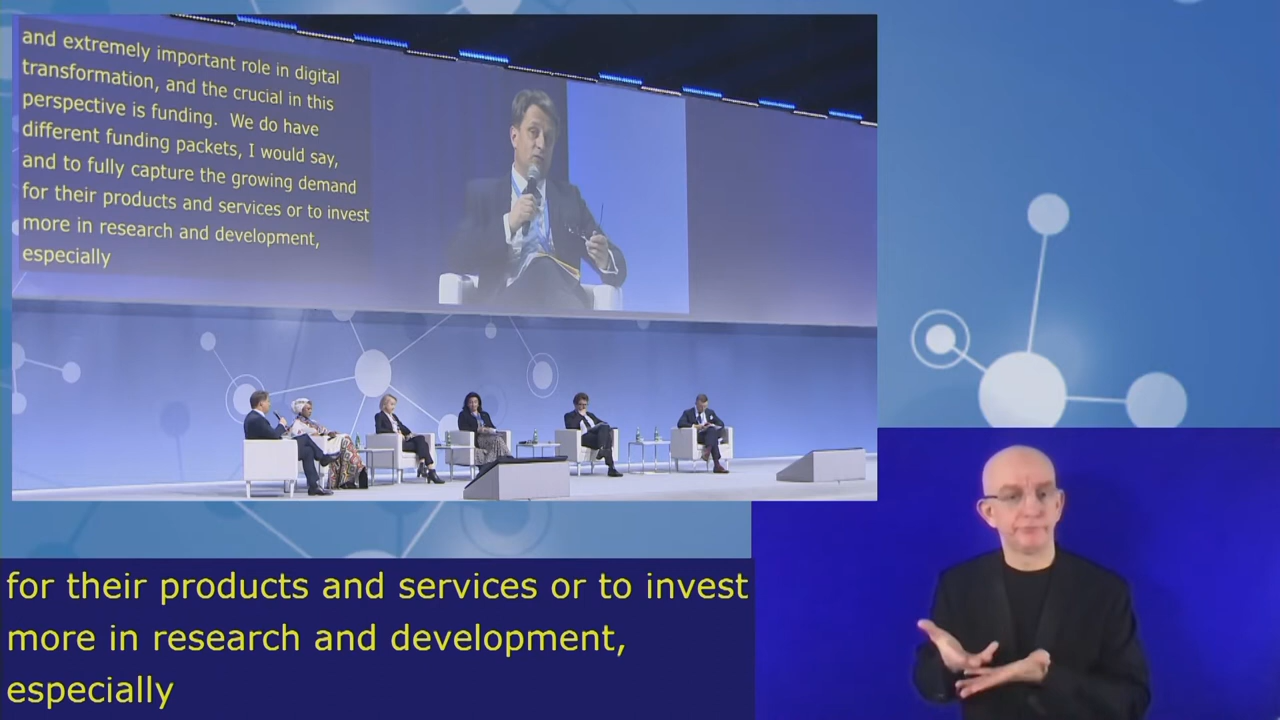 and extremely important role in digital
transformation, and the crucial in this
perspective is funding.  We do have
different funding packets, I would say,
and to fully capture the growing demand
for their products and services or to invest
more in research and development,
especially
for their products and services or to invest
more in research and development,
especially